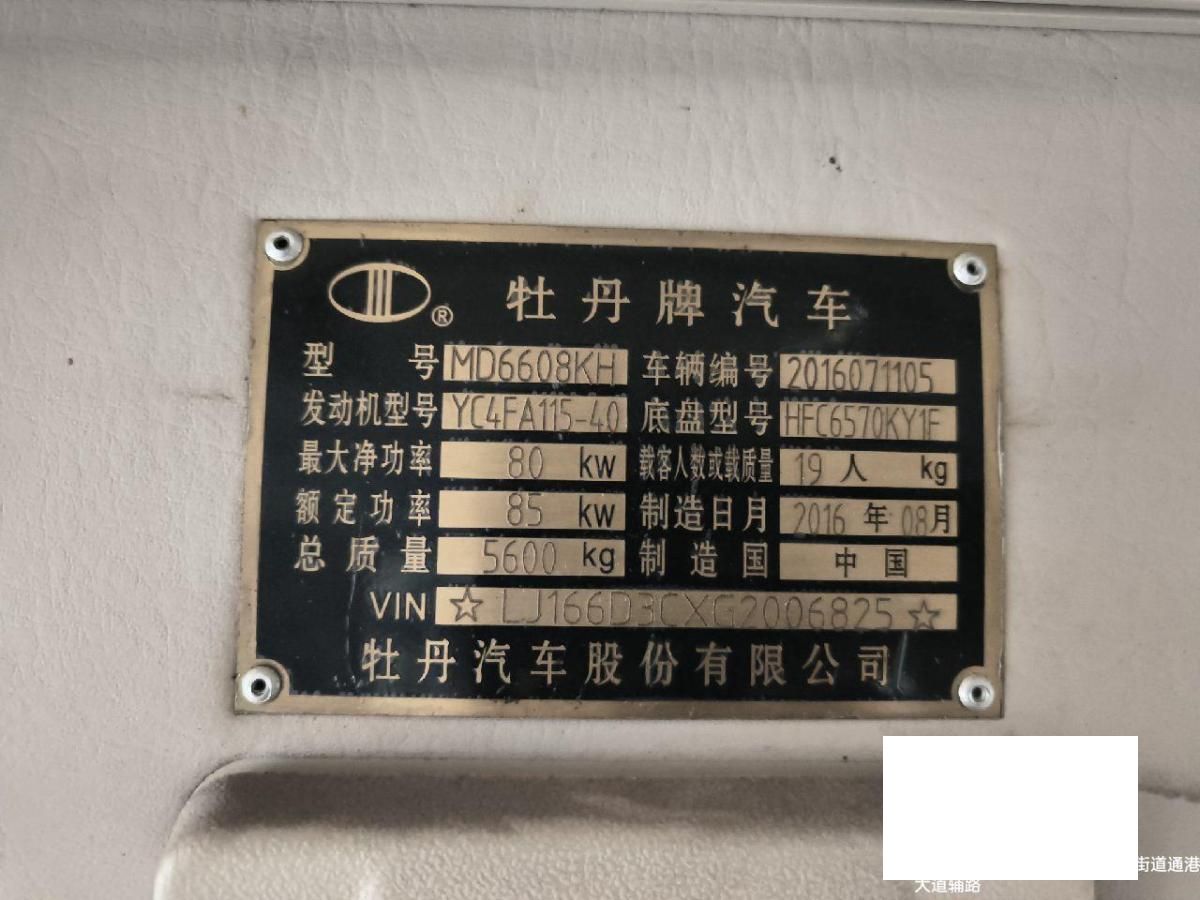 ® 牡丹牌汽车
型号 MD6608KH 车辆编号 2016071105
发动机型号 YC4FA115-40 底盘型号 HFC6570KY1F
最大净功率 80 kw 载客人数或载质量 19 人 kg
额定功率 85 kw 制造日月 2016 年 08月
总质量 5600 kg 制造国 中国
VIN ☆ LJ166D3CXG2006825 ☆
牡丹汽车股份有限公司
街道通港
大道辅路